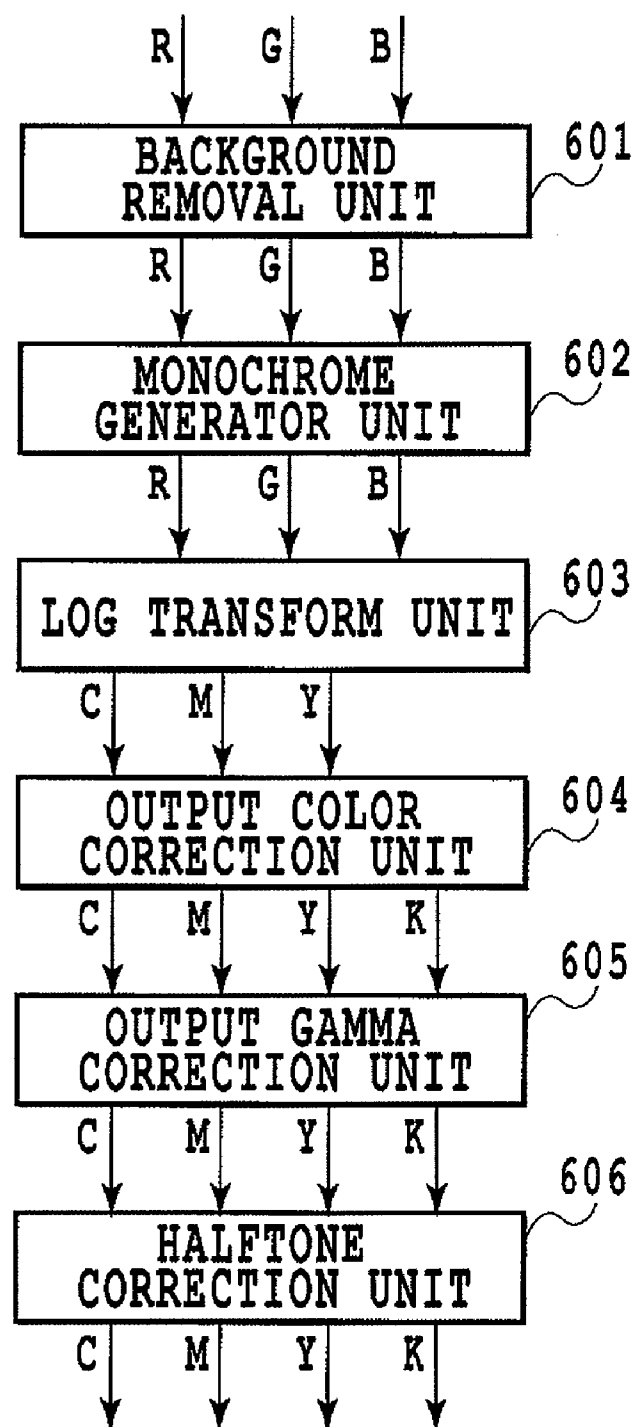 R G B
BACKGROUND
REMOVAL UNIT
601
R G B
MONOCHROME
GENERATOR UNIT
602
R G B
LOG TRANSFORM UNIT
603
C M Y
OUTPUT COLOR
CORRECTION UNIT
604
C M Y K
OUTPUT GAMMA
CORRECTION UNIT
605
C M Y K
HALFTONE
CORRECTION UNIT
606
C M Y K